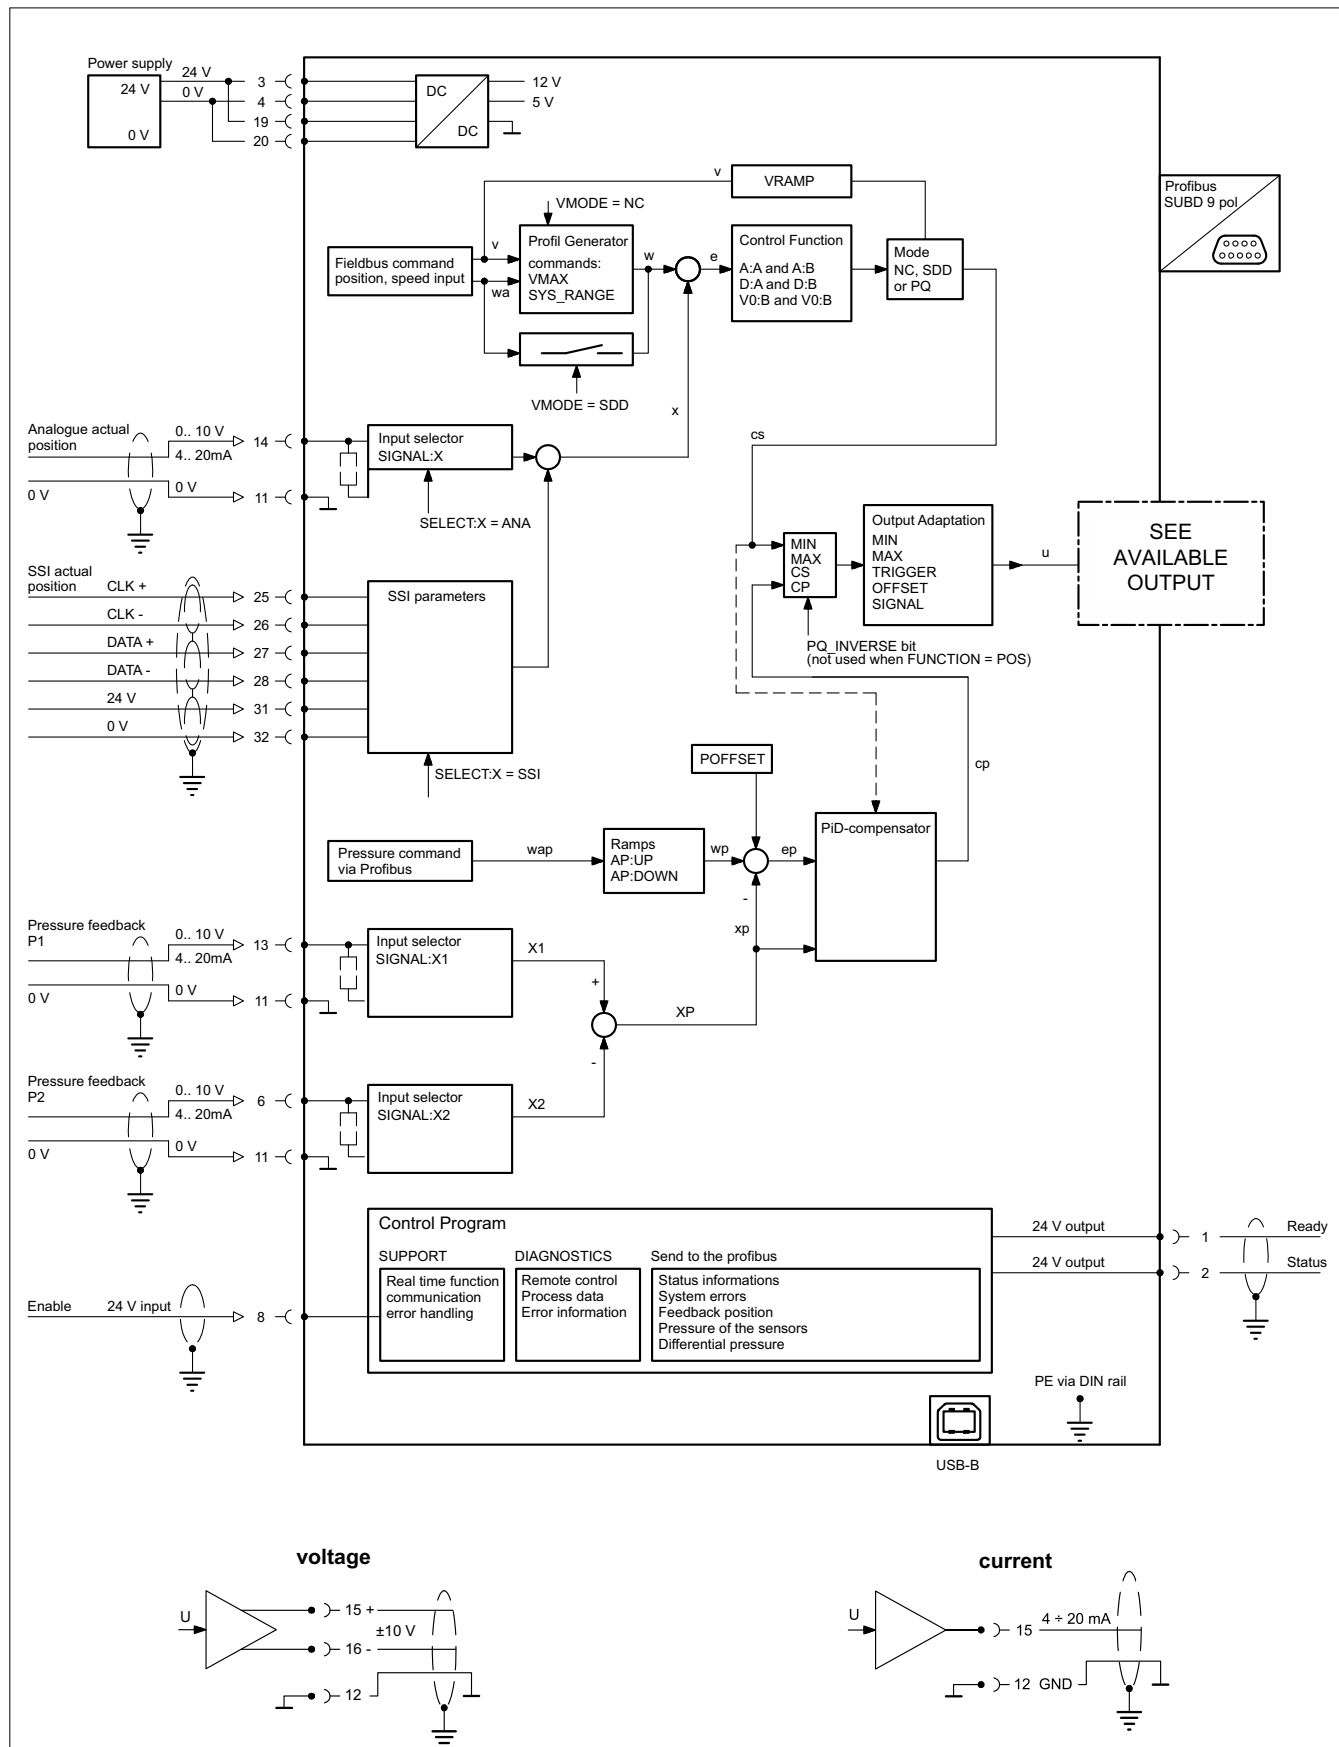 Power supply
24 V
0 V
24 V
0 V
3
4
19
20
DC
DC
12 V
5 V
Profibus
SUBD 9 pol
v
VRAMP
VMODE = NC
Fieldbus command
position, speed input
v
wa
Profil Generator
commands:
VMAX
SYS_RANGE
w
e
Control Function
A:A and A:B
D:A and D:B
V0:B and V0:B
Mode
NC, SDD
or PQ
VMODE = SDD
x
cs
Analogue actual
position
0.. 10 V
4.. 20mA
14
0 V
0 V
11
Input selector
SIGNAL:X
SELECT:X = ANA
MIN
MAX
CS
CP
Output Adaptation
MIN
MAX
TRIGGER
OFFSET
SIGNAL
u
SEE
AVAILABLE
OUTPUT
PQ_INVERSE bit
(not used when FUNCTION = POS)
SSI actual
position
CLK +
25
CLK -
26
DATA +
27
DATA -
28
24 V
31
0 V
32
SSI parameters
SELECT:X = SSI
POFFSET
cp
Pressure command
via Profibus
wap
Ramps
AP:UP
AP:DOWN
wp
ep
-
xp
PiD-compensator
Pressure feedback
P1
0.. 10 V
4.. 20mA
13
0 V
0 V
11
Input selector
SIGNAL:X1
X1
+
XP
-
Pressure feedback
P2
0.. 10 V
4.. 20mA
6
0 V
0 V
11
Input selector
SIGNAL:X2
X2
Control Program
SUPPORT
Real time function
communication
error handling
DIAGNOSTICS
Remote control
Process data
Error information
Send to the profibus
Status informations
System errors
Feedback position
Pressure of the sensors
Differential pressure
24 V output
1
Ready
24 V output
2
Status
Enable
24 V input
8
PE via DIN rail
USB-B
voltage
U
15 +
±10 V
16 -
12
current
U
15
4 ÷ 20 mA
12 GND